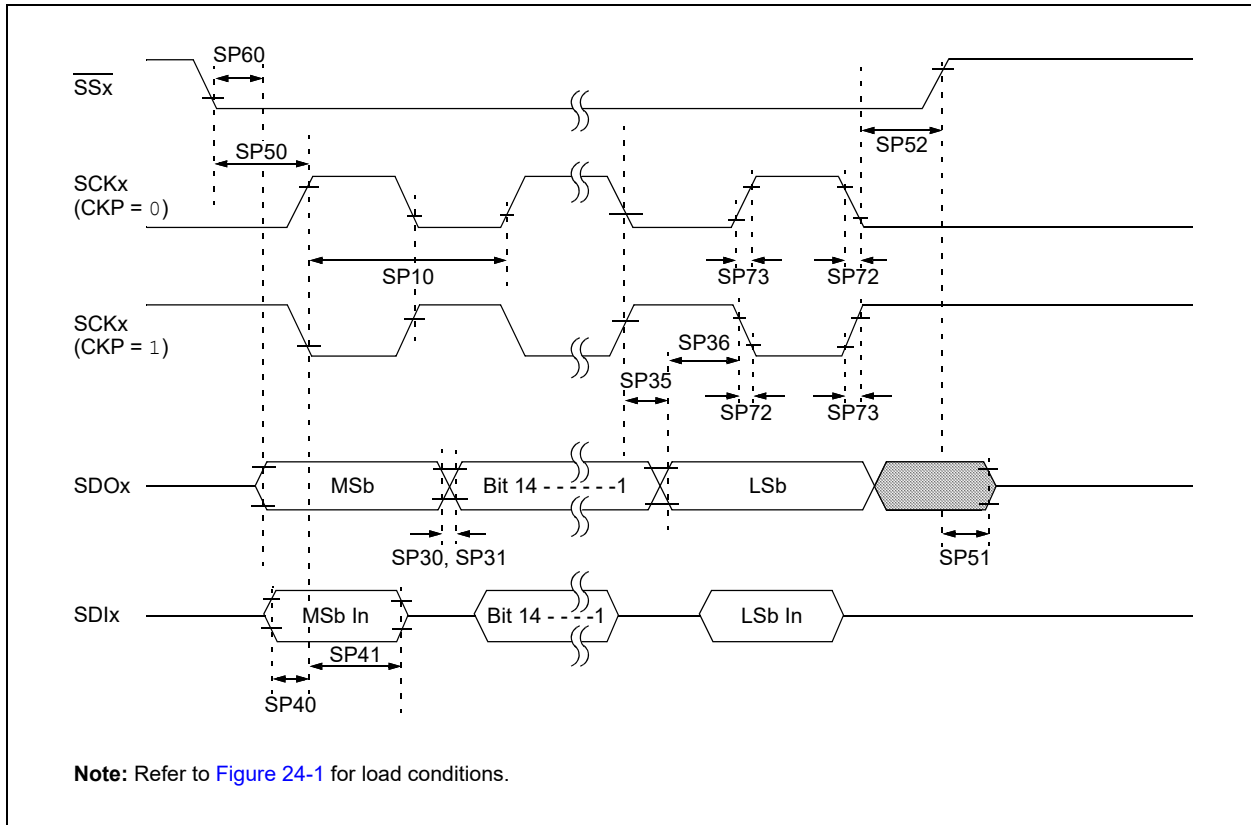 SP60
SSx
SP50
SP52
SCKx
(CKP = 0)
SP10
SP73
SP72
SCKx
(CKP = 1)
SP36
SP35
SP72
SP73
SDOx
MSb
Bit 14 - - - - - -1
LSb
SP30, SP31
SP51
SDIx
MSb In
Bit 14 - - - -1
LSb In
SP41
SP40
Note: Refer to Figure 24-1 for load conditions.